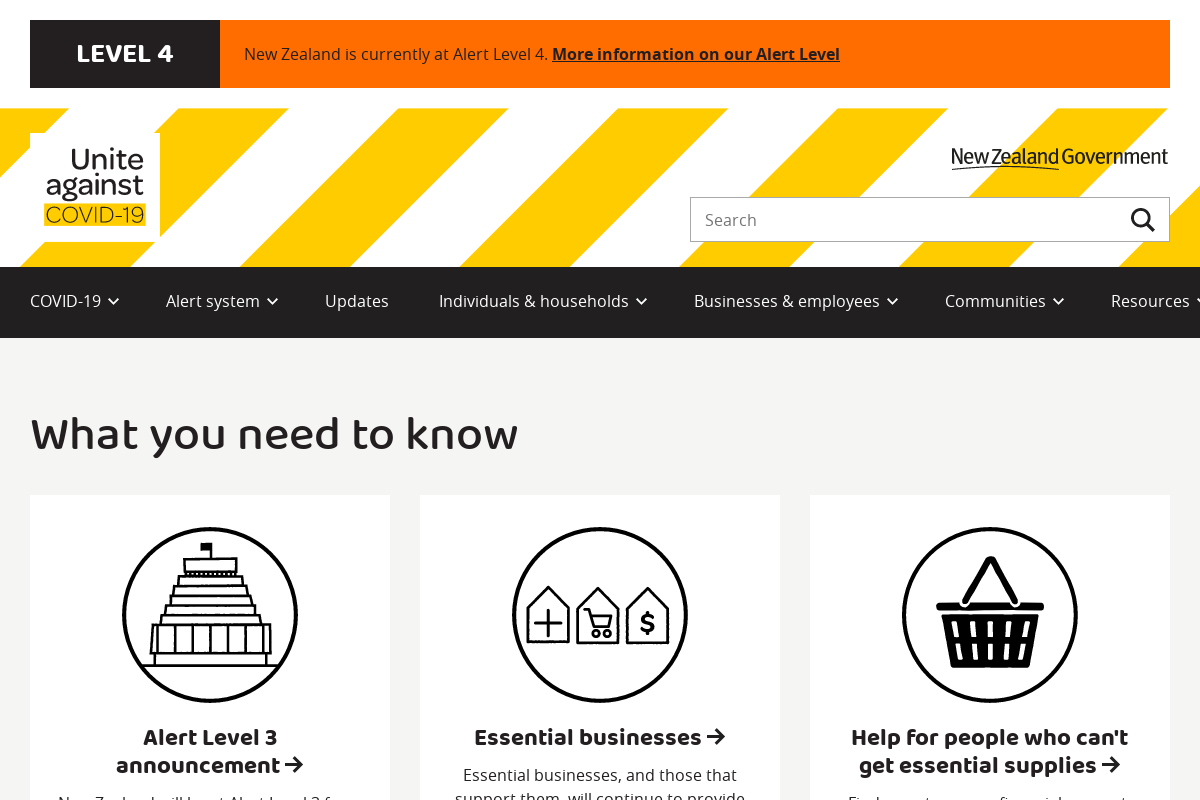 LEVEL 4
New Zealand is currently at Alert Level 4. More information on our Alert Level
Unite
against
COVID-19
New Zealand Government
Search
COVID-19
Alert system
Updates
Individuals & households
Businesses & employees
Communities
Resources
What you need to know
Alert Level 3
announcement
Essential businesses
Essential businesses, and those that
support them, will continue to provide
Help for people who can't
get essential supplies